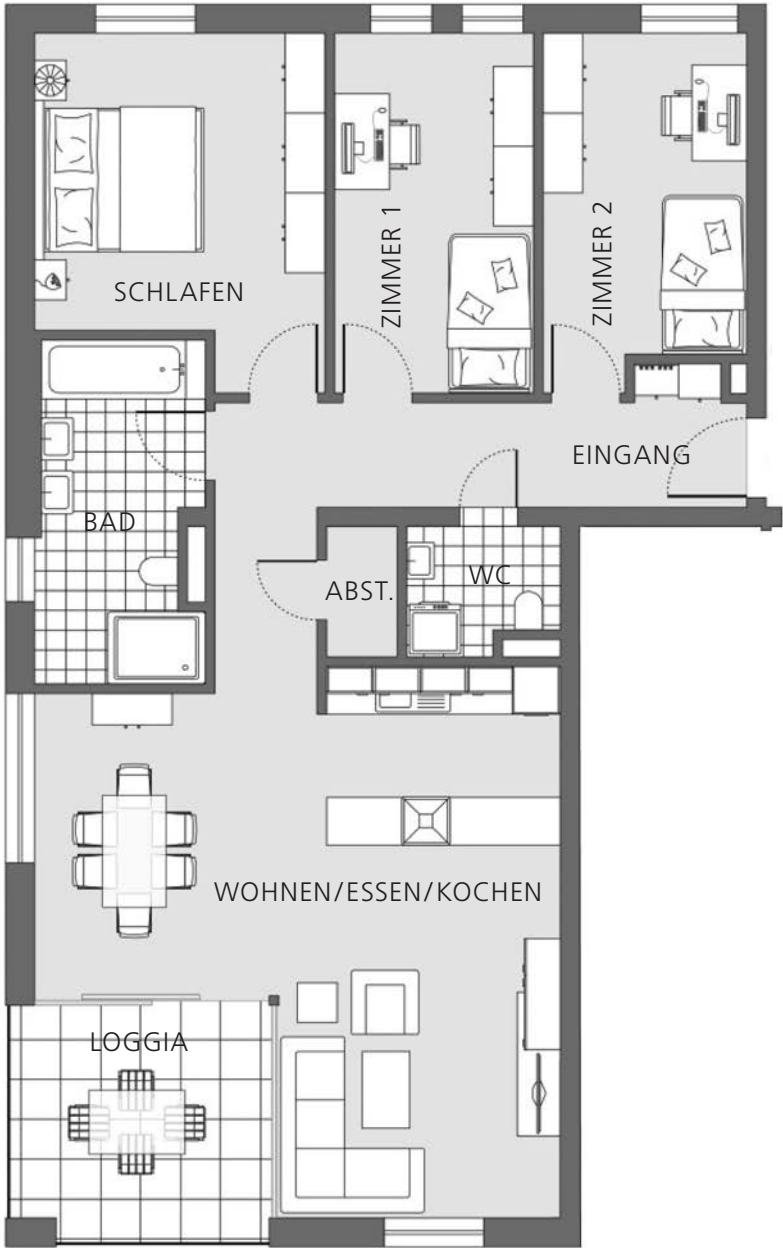 SCHLAFEN
ZIMMER 1
ZIMMER 2
EINGANG
BAD
ABST.
WC
WOHNEN/ESSEN/KOCHEN
LOGGIA